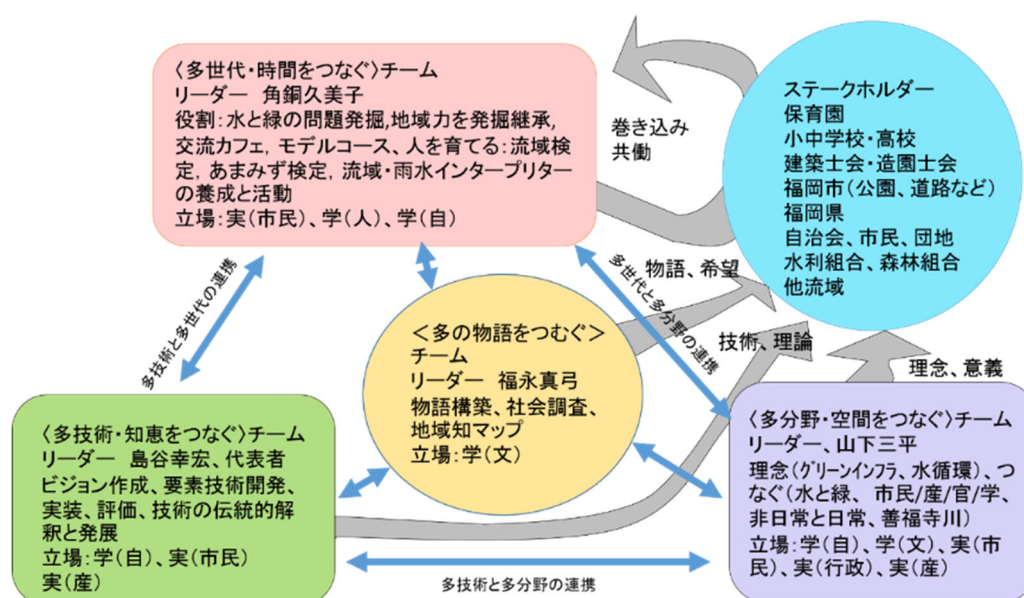 〈多世代・時間をつなぐ〉チーム
リーダー　角銅久美子
役割：水と緑の問題発掘,地域力を発掘継承,
交流カフェ、モデルコース、人を育てる：流域検
定，あまみず検定，流域・雨水インタープリター
の養成と活動
立場：実（市民）、学（人）、学（自）
巻き込み
共働
ステークホルダー
保育園
小中学校・高校
建築士会・造園士会
福岡市（公園、道路など）
福岡県
自治会、市民、団地
水利組合、森林組合
他流域
多技術と多世代の連携
物語、希望
多世代と多分野の連携
＜多の物語をつむぐ＞
チーム
リーダー　福永真弓
物語構築、社会調査、
地域知マップ
立場：学（文）
技術、理論
理念、意義
〈多技術・知恵をつなぐ〉チーム
リーダー　島谷幸宏、代表者
ビジョン作成、要素技術開発、
実装、評価、技術の伝統的解
釈と発展
立場：学（自）、実（市民）
実（産）
〈多分野・空間をつなぐ〉チーム
リーダー、山下三平
理念（グリーンインフラ、水循環）、つ
なぐ（水と緑、市民/産/官/学、
非日常と日常、善福寺川）
立場：学（自）、学（文）、実（市
民）、実（行政）、実（産）
多技術と多分野の連携